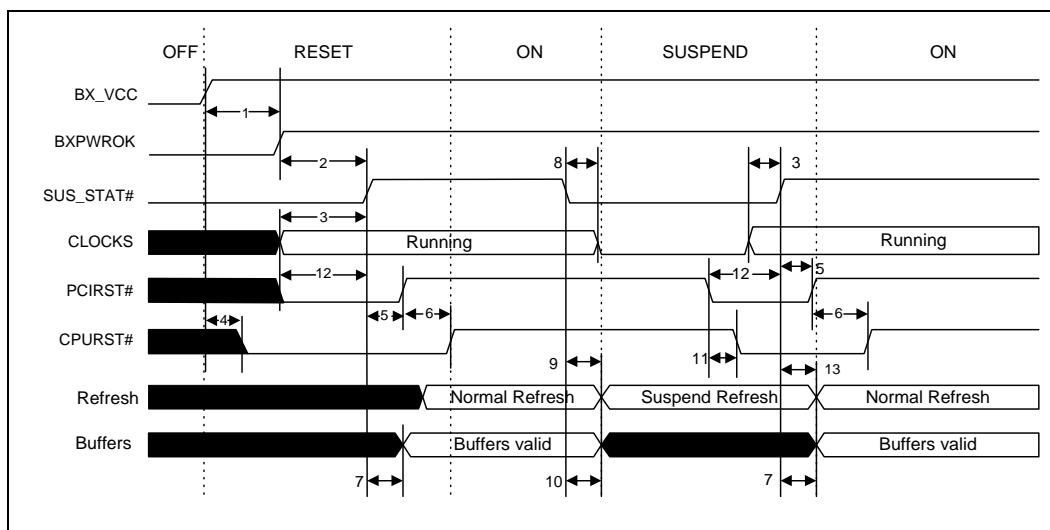 OFF RESET ON SUSPEND ON
BX_VCC
1
BXPWROK
2 8 3
SUS_STAT#
3
CLOCKS Running Running
12 12 5
PCIRST#
4 5 6 6
CPURST#
9 11 13
Refresh Normal Refresh Suspend Refresh Normal Refresh
Buffers Buffers valid Buffers valid
7 10 7